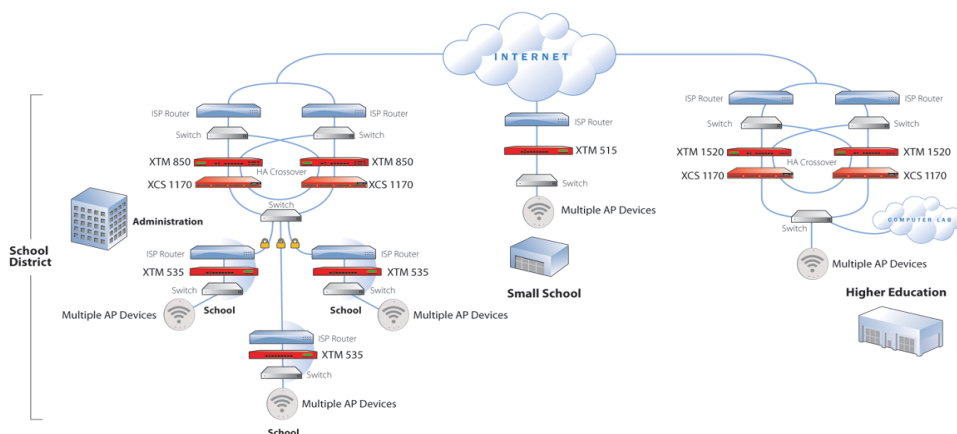 INTERNET
ISP Router
ISP Router
Switch
Switch
XTM 850
XTM 850
HA Crossover
XCS 1170
XCS 1170
Switch
Administration
School
District
ISP Router
ISP Router
XTM 535
XTM 535
Switch
Switch
School
School
Multiple AP Devices
Multiple AP Devices
ISP Router
XTM 535
Switch
Multiple AP Devices
School
ISP Router
XTM 515
Switch
Multiple AP Devices
Small School
ISP Router
ISP Router
Switch
Switch
XTM 1520
XTM 1520
HA Crossover
XCS 1170
XCS 1170
Switch
COMPUTER LAB
Multiple AP Devices
Higher Education